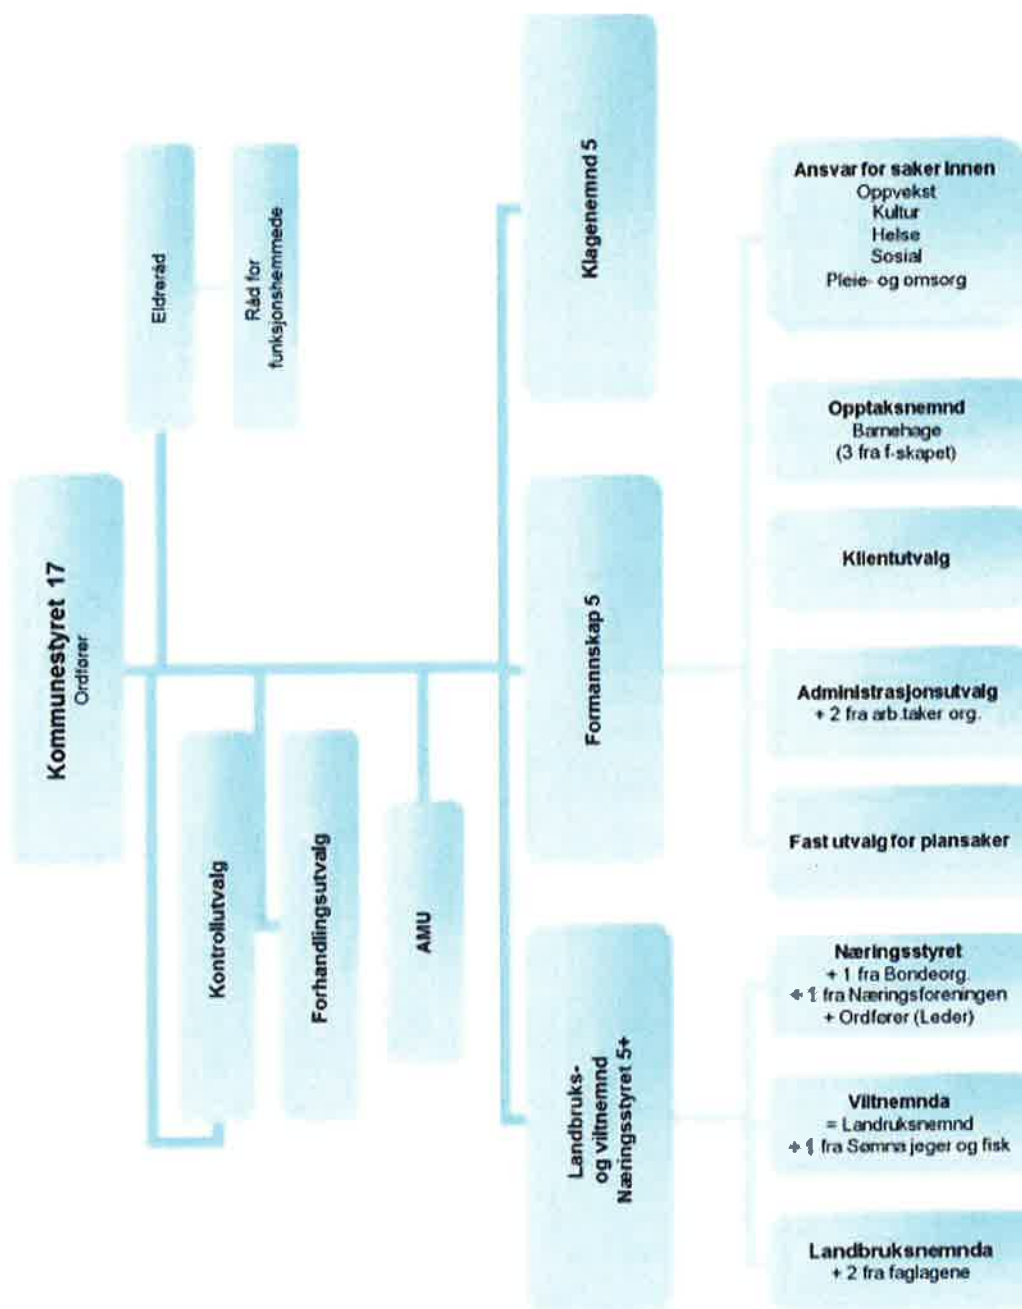 Kommunestyret 17
Ordfører
Eldreråd
Råd for
funksjonshemmede
Kontrollutvalg
Forhandlingsutvalg
AMU
Landbruks-
og viltnemnd
Næringsstyret 5+
Formannskap 5
Klagenemnd 5
Landbruksnemnda
+ 2 fra faglagene
Viltnemnda
= Landruksnemnd
+1 fra Sømna jeger og fisk
Næringsstyret
+ 1 fra Bondeorg.
+1 fra Næringsforeningen
+ Ordfører (Leder)
Fast utvalg for plansaker
Administrasjonsutvalg
+ 2 fra arb.taker org.
Klientutvalg
Opptaksnemnd
Barnehage
(3 fra f-skapet)
Ansvar for saker innen
Oppvekst
Kultur
Helse
Sosial
Pleie- og omsorg